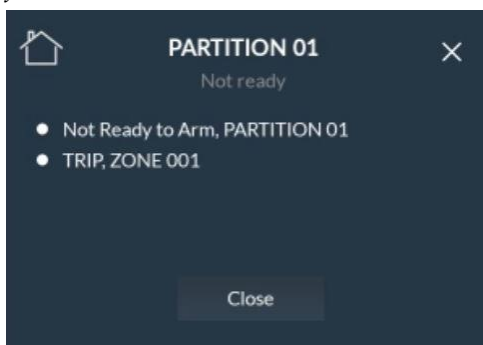 PARTITION 01
Not ready
Not Ready to Arm, PARTITION 01
TRIP, ZONE 001
Close